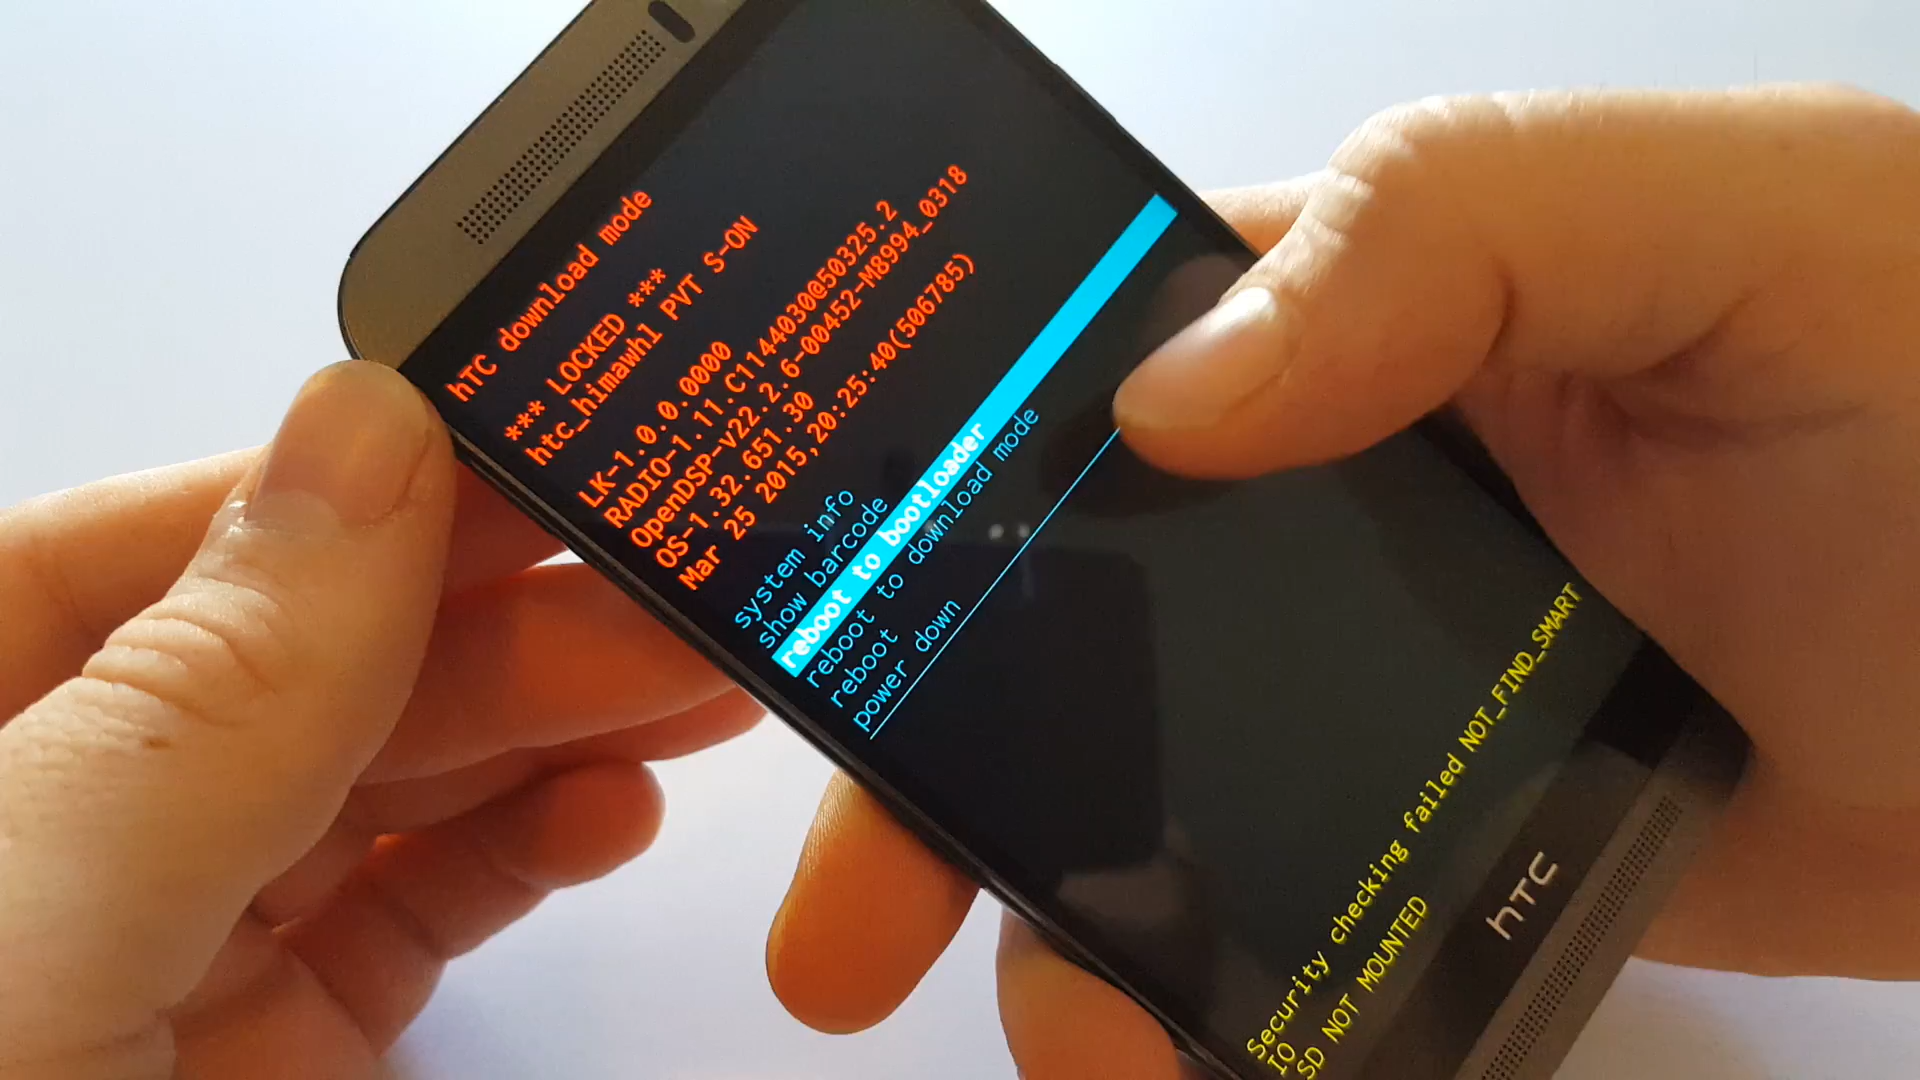 hTC download mode
*** LOCKED ***
htc_himawhl PVT S-ON
LK-1.0.0.0000
RADIO-1.11.C1144030@50325.2
OpenDSP-v22.2.6-00452-M8994_0318
OS-1.32.651.30
Mar 25 2015,20:25:40(506785)
system info
show barcode
reboot to bootloader
reboot to download mode
reboot
power down
Security checking failed NOT_FIND_SMART
IO
SD NOT MOUNTED
hTC